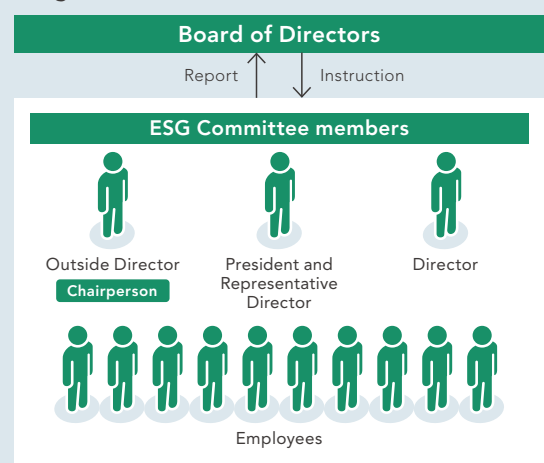 Board of Directors
Report
Instruction
ESG Committee members
Outside Director
Chairperson
President and
Representative
Director
Director
Employees